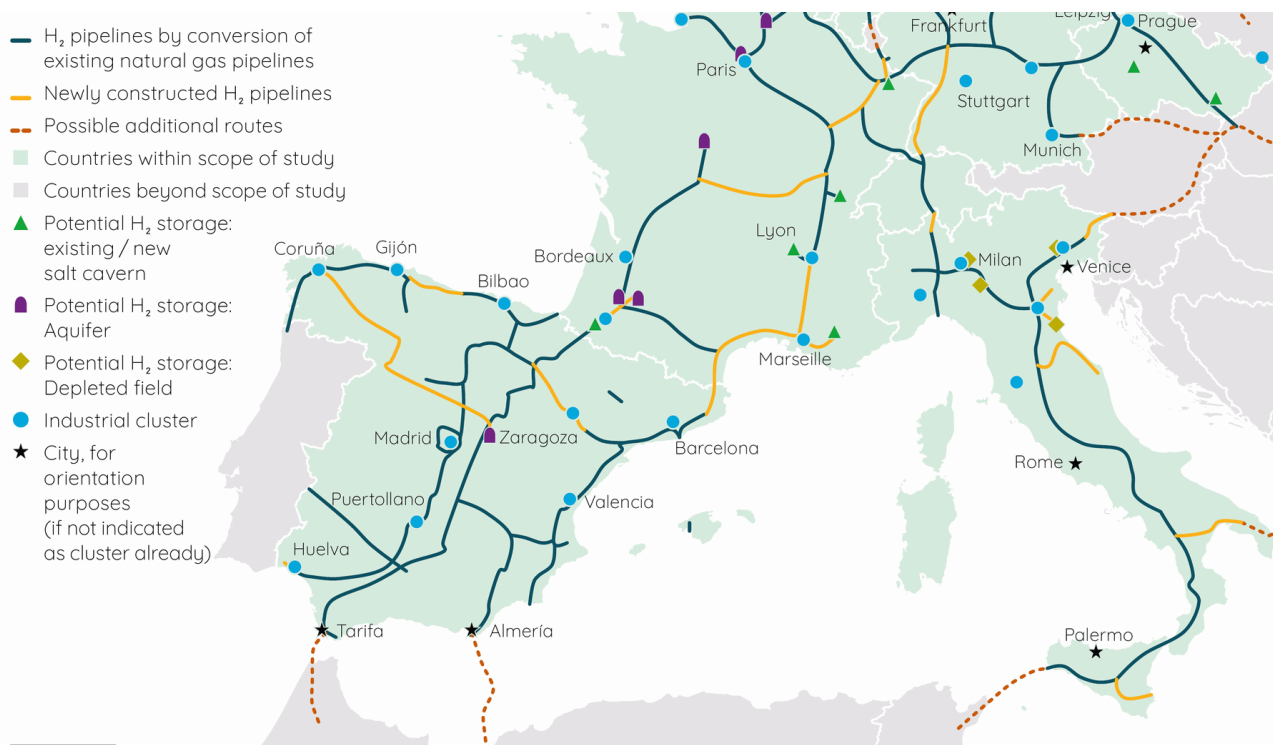 H₂ pipelines by conversion of
existing natural gas pipelines
Newly constructed H₂ pipelines
Possible additional routes
Countries within scope of study
Countries beyond scope of study
Potential H₂ storage:
existing / new
salt cavern
Potential H₂ storage:
Aquifer
Potential H₂ storage:
Depleted field
Industrial cluster
City, for
orientation
purposes
(if not indicated
as cluster already)
Leipzig
Prague
Frankfurt
Paris
Stuttgart
Munich
Lyon
Coruña
Gijón
Bordeaux
Milan
Venice
Bilbao
Marseille
Madrid
Zaragoza
Barcelona
Rome
Puertollano
Valencia
Huelva
Tarifa
Almería
Palermo